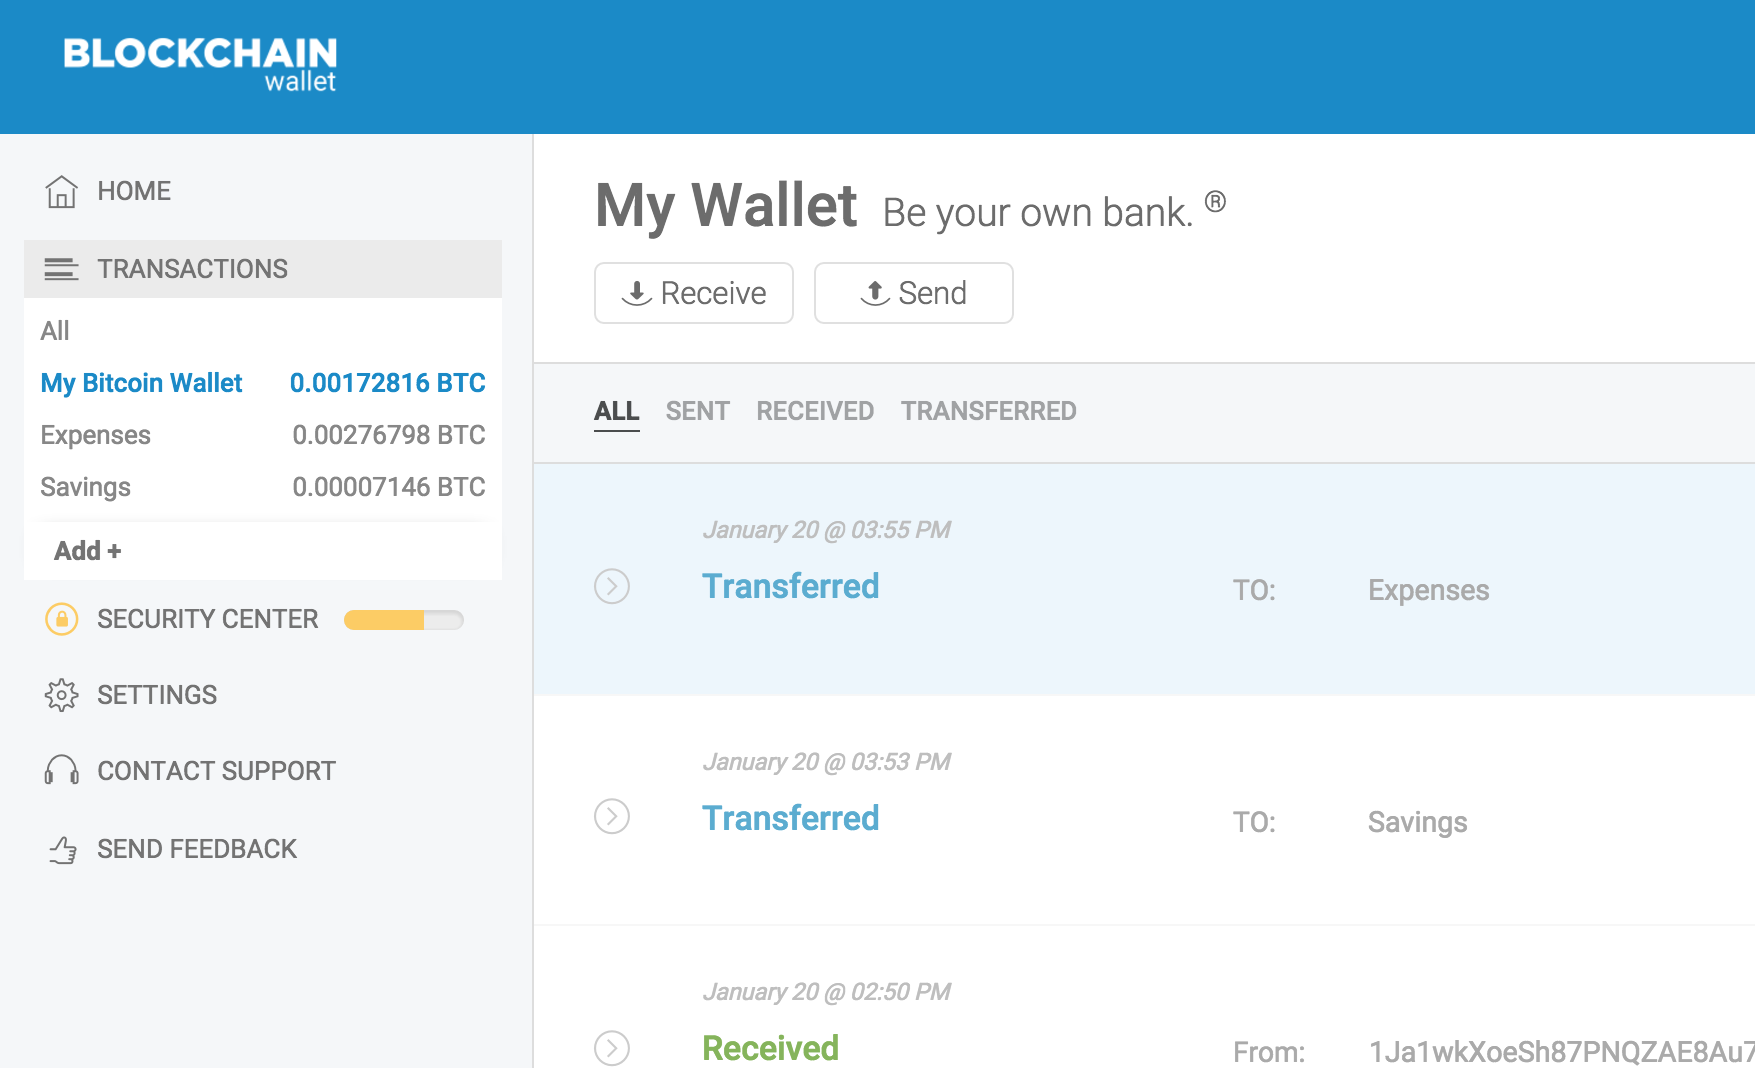 BLOCKCHAIN
wallet
HOME
TRANSACTIONS
All
My Bitcoin Wallet 0.00172816 BTC
Expenses 0.00276798 BTC
Savings 0.00007146 BTC
Add +
SECURITY CENTER
SETTINGS
CONTACT SUPPORT
SEND FEEDBACK
My Wallet Be your own bank. ®
Receive Send
ALL SENT RECEIVED TRANSFERRED
January 20 @ 03:55 PM
Transferred TO: Expenses
January 20 @ 03:53 PM
Transferred TO: Savings
January 20 @ 02:50 PM
Received From: 1Ja1wkXoeSh87PNQZAE8Au7